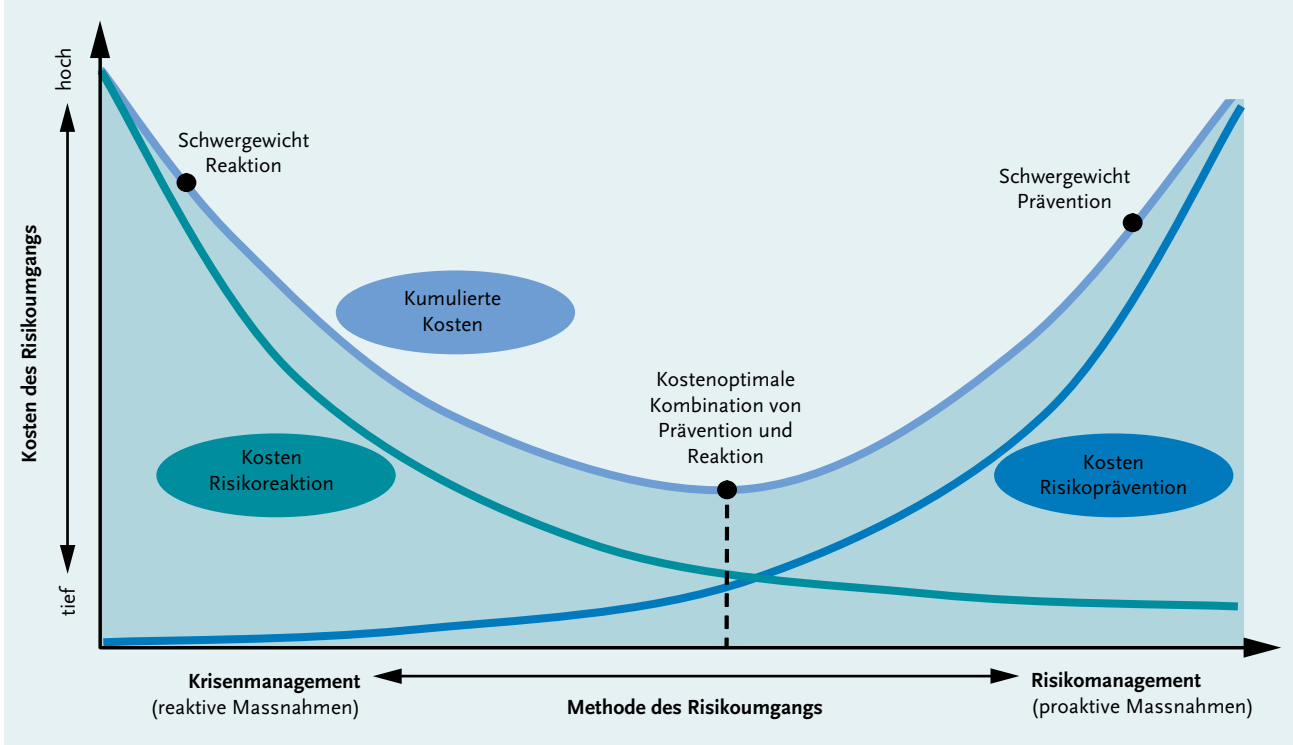 hoch
Kosten des Risikoumgangs
tief
Schwergewicht
Reaktion
Schwergewicht
Prävention
Kumulierte
Kosten
Kostenoptimale
Kombination von
Prävention und
Reaktion
Kosten
Risikoreaktion
Kosten
Risikoprävention
Krisenmanagement
(reaktive Massnahmen)
Methode des Risikoumgangs
Risikomanagement
(proaktive Massnahmen)